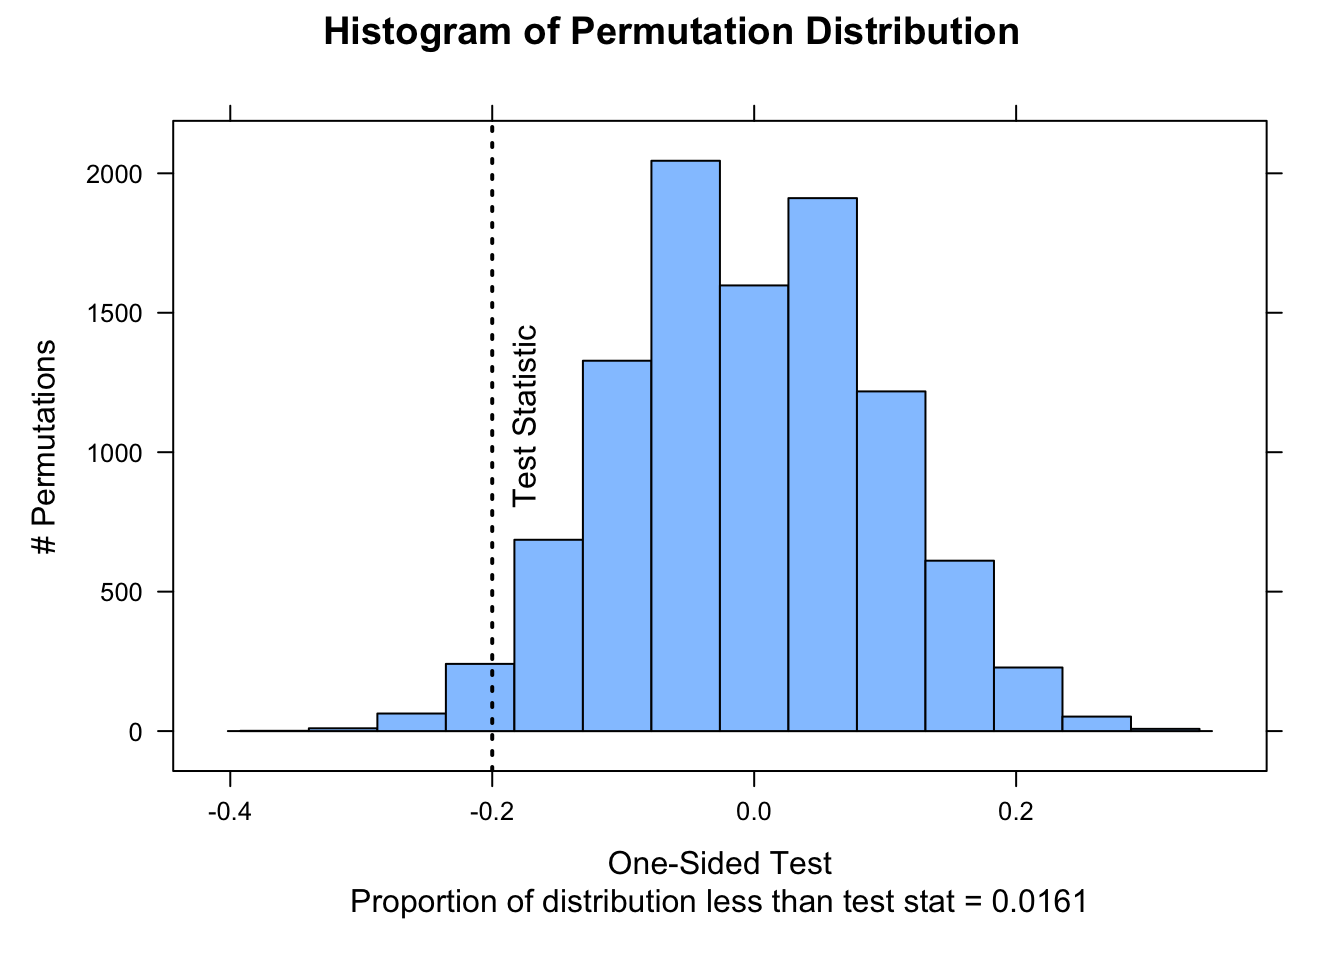 Histogram of Permutation Distribution
2000
1500
1000
500
0
# Permutations
Test Statistic
-0.4
-0.2
0.0
0.2
One-Sided Test
Proportion of distribution less than test stat = 0.0161